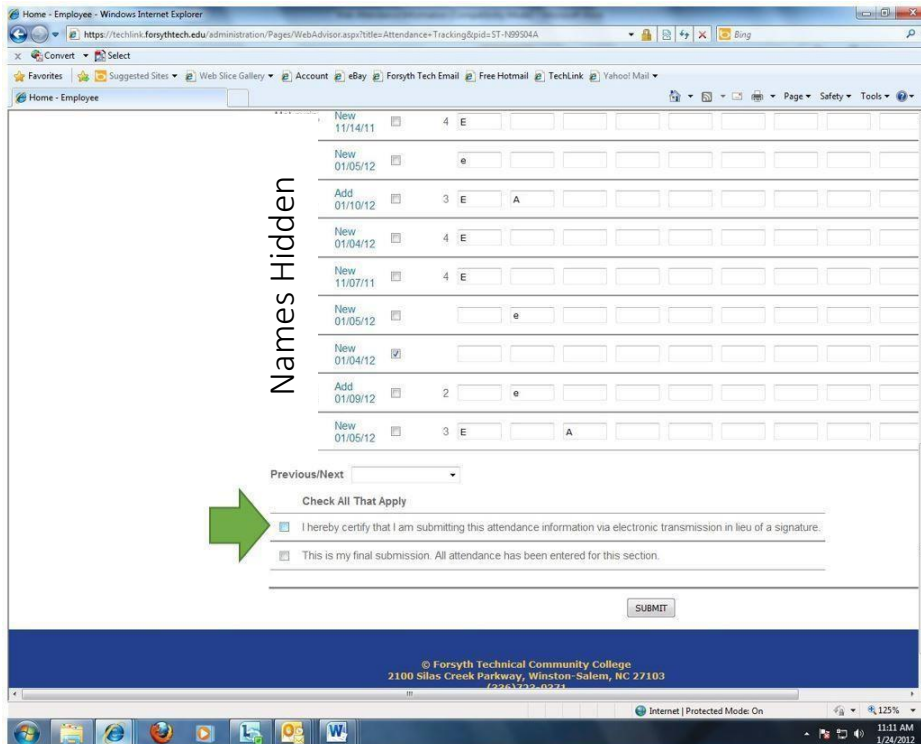 Home - Employee - Windows Internet Explorer
https://techlink.forsythtech.edu/administration/Pages/WebAdvisor.aspx?title=Attendance+Tracking&pid=ST-N99S04A
Bing
x Convert Select
Favorites Suggested Sites Web Slice Gallery Account eBay Forsyth Tech Email Free Hotmail TechLink Yahoo! Mail
Home - Employee
Page Safety Tools
Names Hidden
New
11/14/11 4 E
New
01/05/12 e
Add
01/10/12 3 E A
New
01/04/12 4 E
New
11/07/11 4 E
New
01/05/12 e
New
01/04/12
Add
01/09/12 2 e
New
01/05/12 3 E A
Previous/Next
Check All That Apply
I hereby certify that I am submitting this attendance information via electronic transmission in lieu of a signature.
This is my final submission. All attendance has been entered for this section.
SUBMIT
© Forsyth Technical Community College
2100 Silas Creek Parkway, Winston-Salem, NC 27103
Internet | Protected Mode: On
125%
11:11 AM
1/24/2012